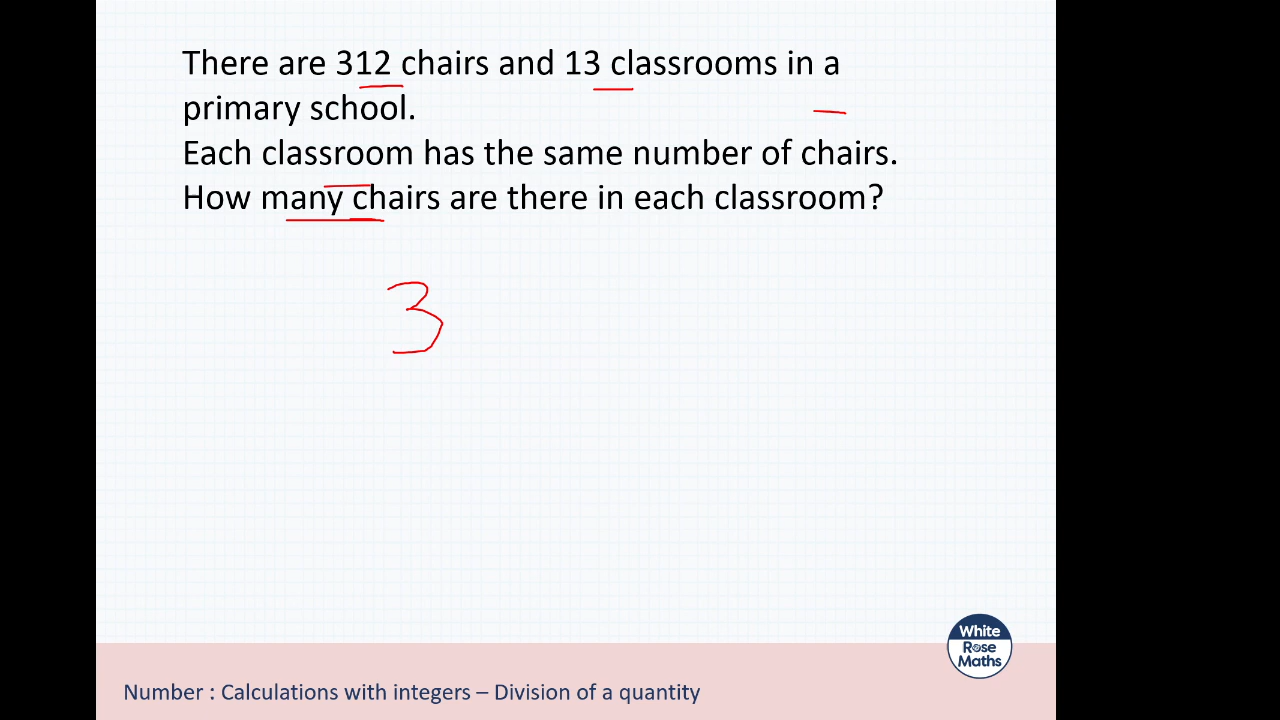 There are 312 chairs and 13 classrooms in a
primary school.
Each classroom has the same number of chairs.
How many chairs are there in each classroom?
3
White
Rose
Maths
Number : Calculations with integers – Division of a quantity